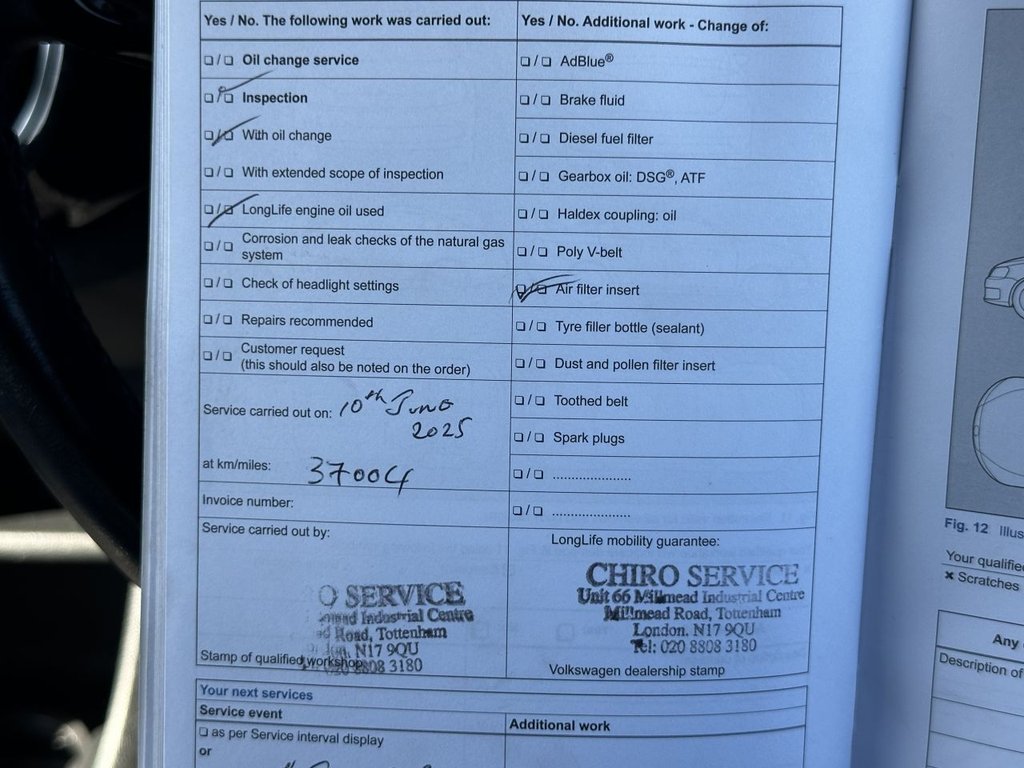 Yes / No. The following work was carried out:
❑ / ❑ Oil change service
❑ / ❑ Inspection
❑ / ❑ With oil change
❑ / ❑ With extended scope of inspection
❑ / ❑ LongLife engine oil used
❑ / ❑ Corrosion and leak checks of the natural gas
system
❑ / ❑ Check of headlight settings
❑ / ❑ Repairs recommended
❑ / ❑ Customer request
(this should also be noted on the order)
Service carried out on: 10th June
2025
at km/miles: 37004
Invoice number:
Service carried out by:
O SERVICE
Industrial Centre
Road, Tottenham
N17 9QU
8808 3180
Stamp of qualified workshop
Yes / No. Additional work - Change of:
❑ / ❑ AdBlue®
❑ / ❑ Brake fluid
❑ / ❑ Diesel fuel filter
❑ / ❑ Gearbox oil: DSG®, ATF
❑ / ❑ Haldex coupling: oil
❑ / ❑ Poly V-belt
❑ / ❑ Air filter insert
❑ / ❑ Tyre filler bottle (sealant)
❑ / ❑ Dust and pollen filter insert
❑ / ❑ Toothed belt
❑ / ❑ Spark plugs
❑ / ❑ ......................
❑ / ❑ ......................
LongLife mobility guarantee:
CHIRO SERVICE
Unit 66 Millmead Industrial Centre
Millmead Road, Tottenham
London. N17 9QU
Tel: 020 8808 3180
Volkswagen dealership stamp
Your next services
Service event
Additional work
❑ as per Service interval display
or
Fig. 12 Illus
Your qualifie
× Scratches
Any
Description of